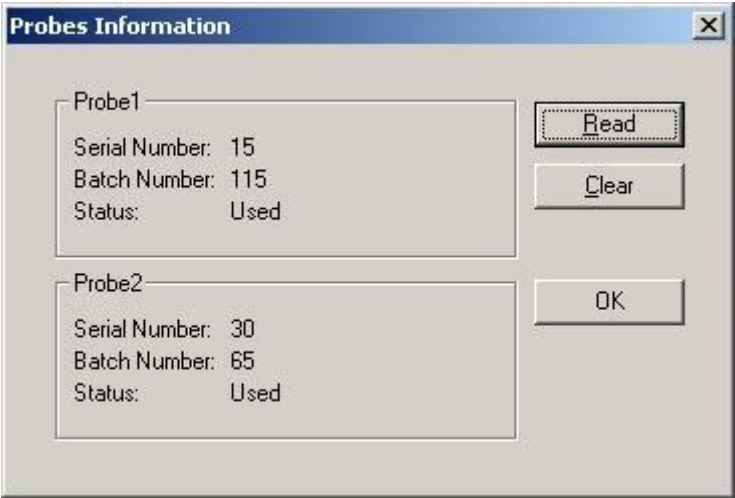 Probes Information
Probe1
Serial Number: 15
Batch Number: 115
Status: Used
Read
Clear
Probe2
Serial Number: 30
Batch Number: 65
Status: Used
OK